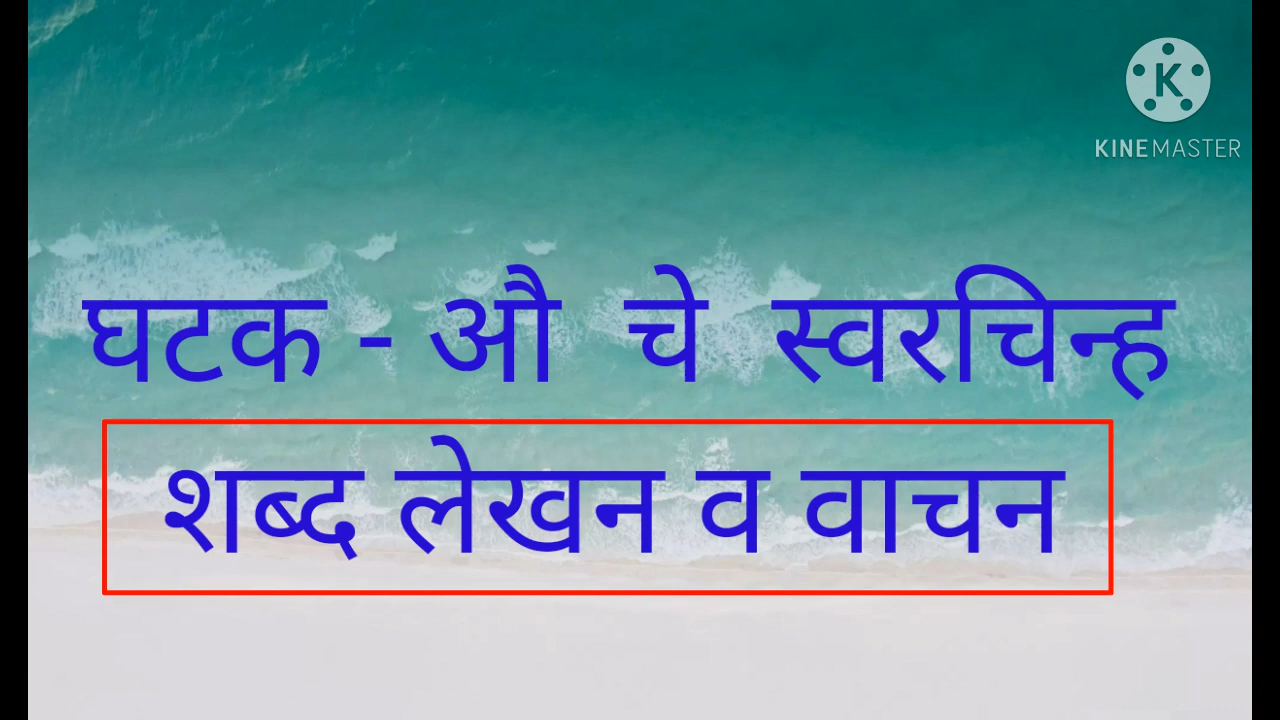 KINEMASTER
घटक - औ चे स्वरचिन्ह
शब्द लेखन व वाचन